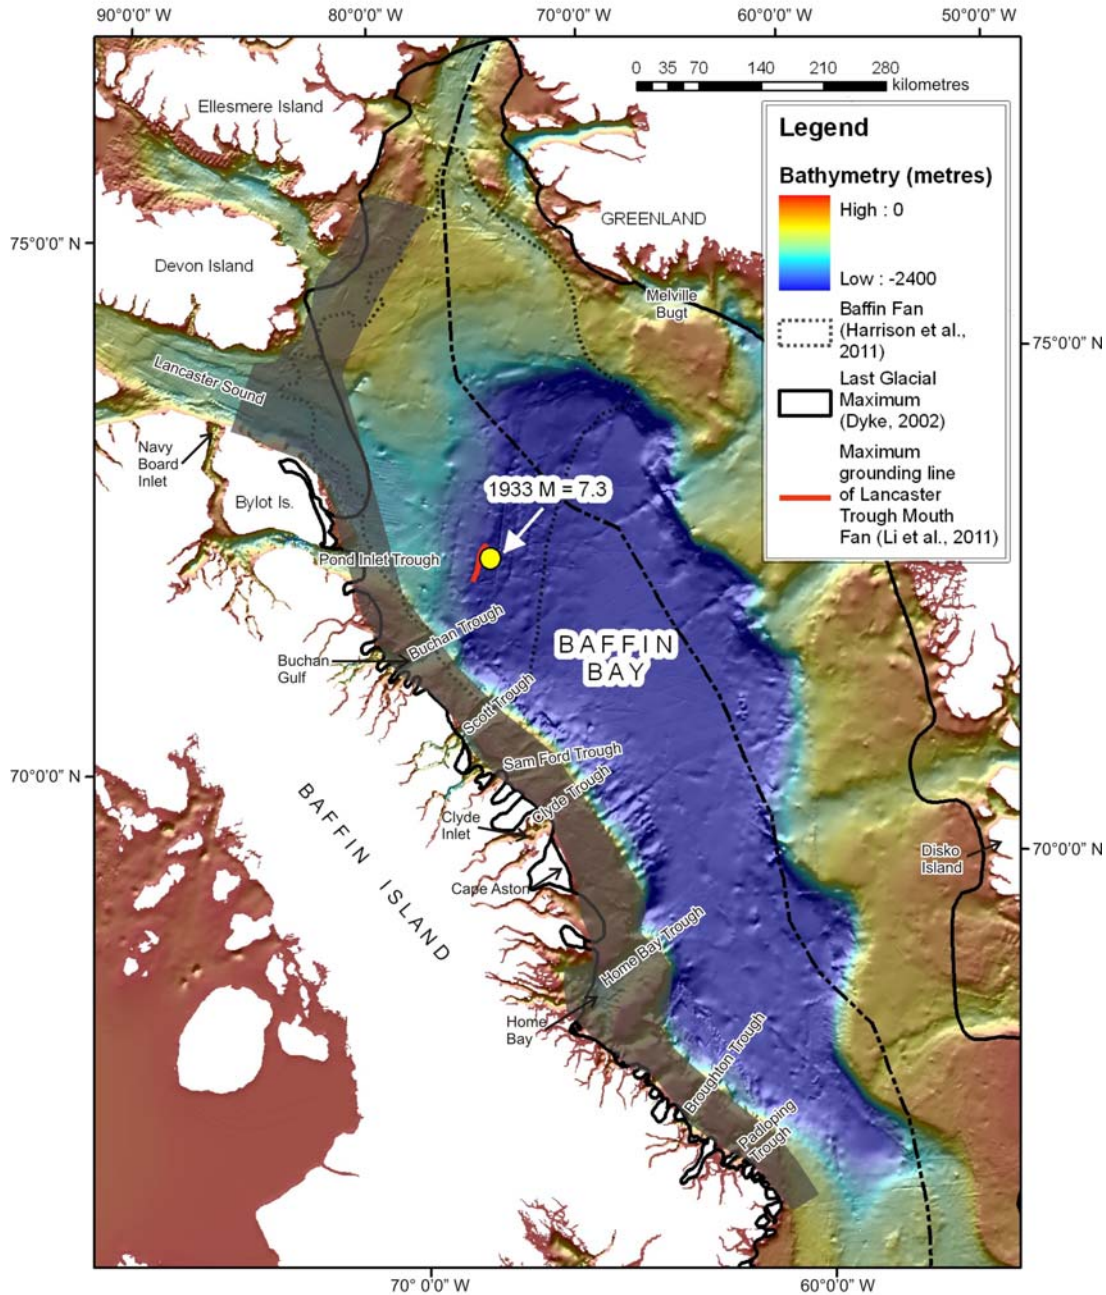 90°0'0" W
80°0'0" W
70°0'0" W
60°0'0" W
50°0'0" W
0 35 70 140 210 280
kilometres
Ellesmere Island
GREENLAND
75°0'0" N
Devon Island
Melville
Bugt
Lancaster Sound
Navy
Board
Inlet
Bylot Is.
1933 M = 7.3
Pond Inlet Trough
Buchan Trough
Buchan
Gulf
Scott Trough
BAFFIN
BAY
Sam Ford Trough
70°0'0" N
Clyde Trough
Clyde
Inlet
BAFFIN ISLAND
Cape Aston
Disko
Island
Home Bay Trough
Home
Bay
Broughton Trough
Padloping
Trough
Legend
Bathymetry (metres)
High : 0
Low : -2400
Baffin Fan
(Harrison et al.,
2011)
Last Glacial
Maximum
(Dyke, 2002)
Maximum
grounding line
of Lancaster
Trough Mouth
Fan (Li et al., 2011)
75°0'0" N
70°0'0" N
70° 0'0" W
60°0'0" W